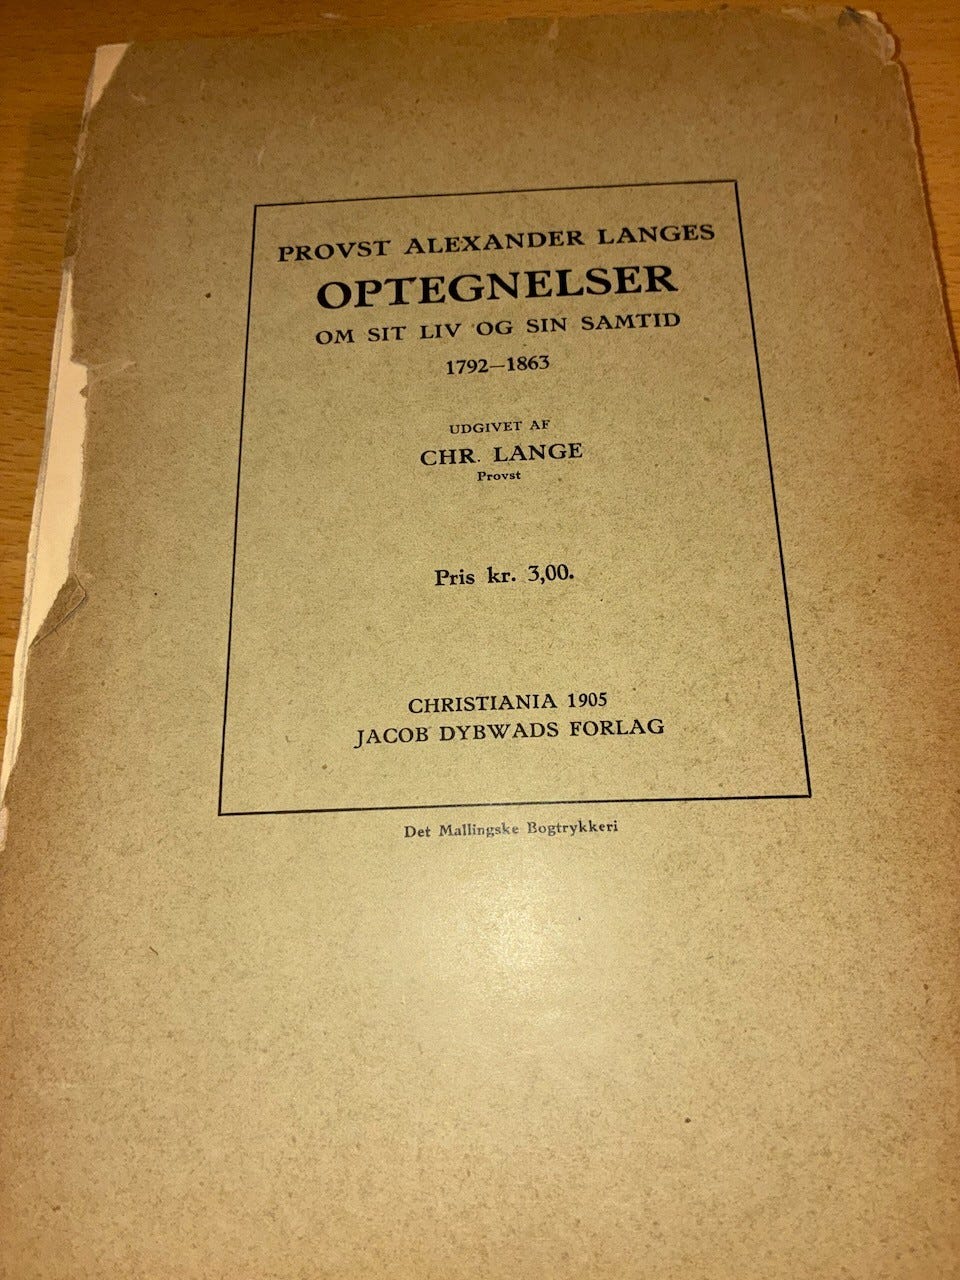 PROVST ALEXANDER LANGES
OPTEGNELSER
OM SIT LIV OG SIN SAMTID
1792—1863
UDGIVET AF
CHR. LANGE
Provst
Pris kr. 3,00.
CHRISTIANIA 1905
JACOB DYBWADS FORLAG
Det Mallingske Bogtrykkeri